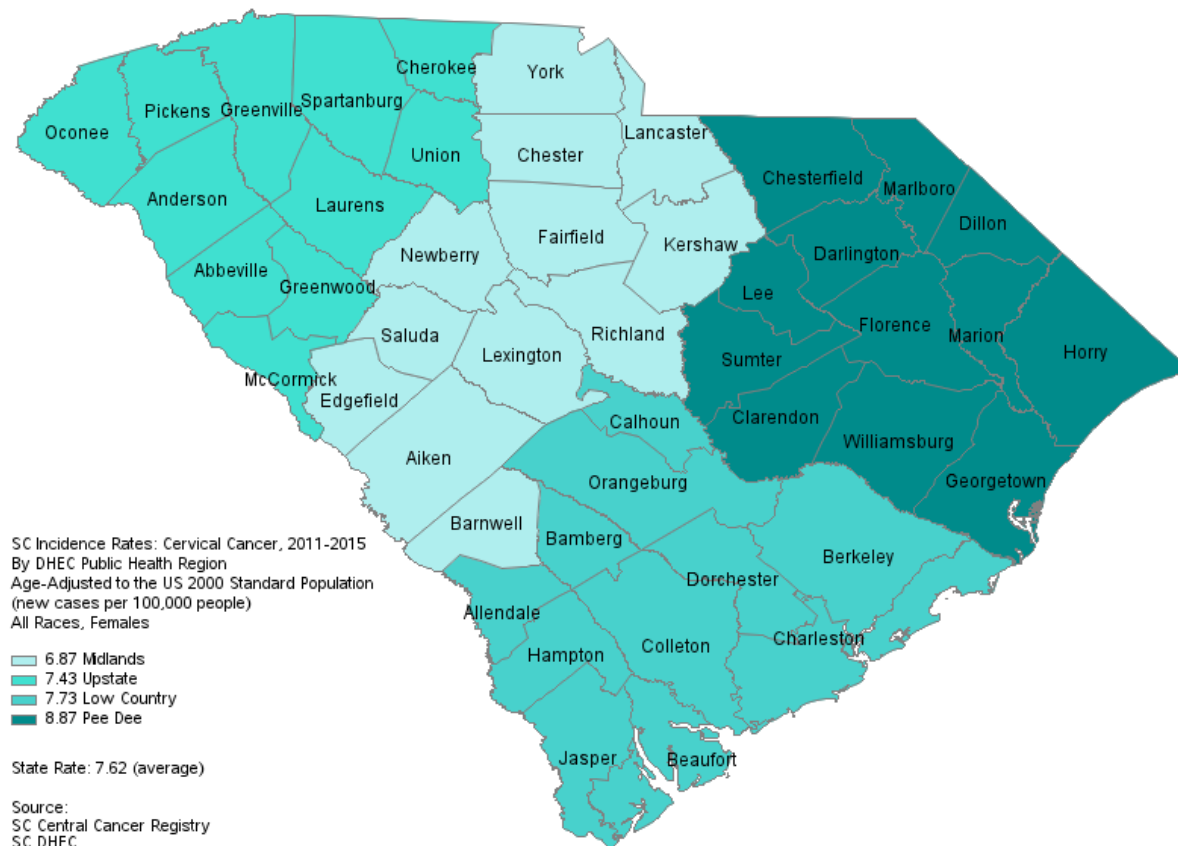 York
Cherokee
Spartanburg
Greenville
Pickens
Oconee
Lancaster
Chester
Union
Chesterfield
Marlboro
Anderson
Laurens
Dillon
Fairfield
Kershaw
Newberry
Darlington
Abbeville
Greenwood
Lee
Florence
Saluda
Richland
Marion
Lexington
Sumter
Horry
McCormick
Edgefield
Clarendon
Calhoun
Williamsburg
Aiken
Orangeburg
Georgetown
Barnwell
Bamberg
Berkeley
Dorchester
Allendale
Charleston
Hampton
Colleton
Jasper
Beaufort
SC Incidence Rates: Cervical Cancer, 2011-2015
By DHEC Public Health Region
Age-Adjusted to the US 2000 Standard Population
(new cases per 100,000 people)
All Races, Females
6.87 Midlands
7.43 Upstate
7.73 Low Country
8.87 Pee Dee
State Rate: 7.62 (average)
Source:
SC Central Cancer Registry
SC DHEC